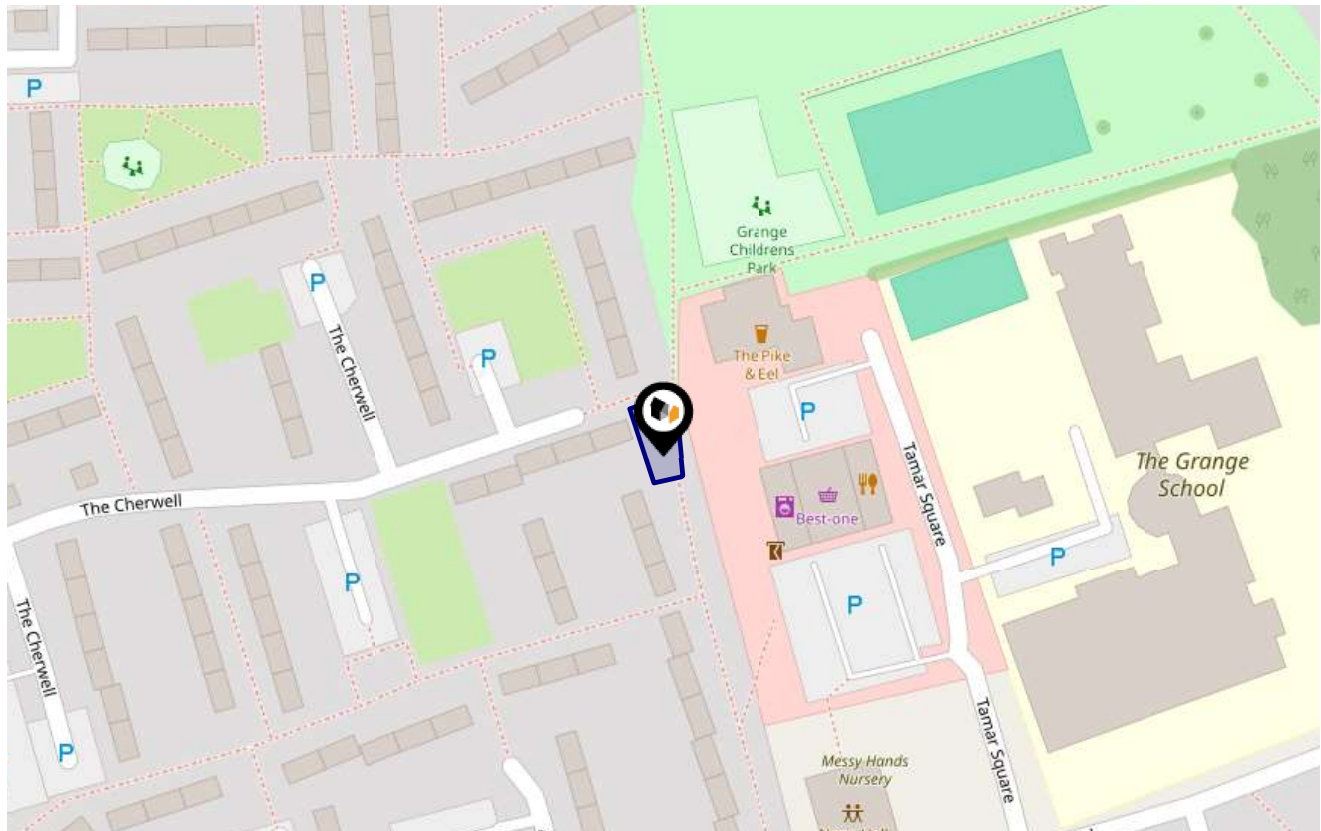 P
Grange
Childrens
Park
P
P
The Cherwell
The Pike
& Eel
P
The Cherwell
Best-one
Tamar Square
The Grange
School
P
P
P
The Cherwell
P
Tamar Square
Messy Hands
Nursery